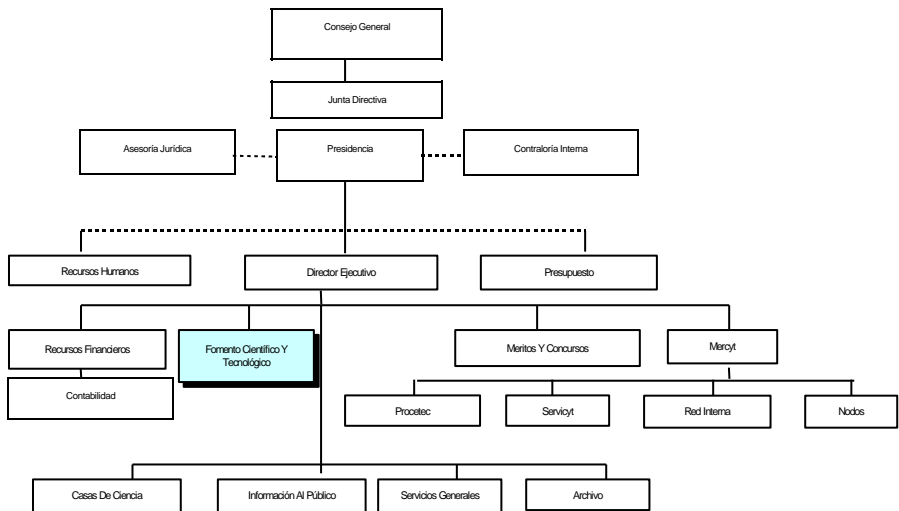 Consejo General
Junta Directiva
Asesoría Jurídica
Presidencia
Contraloría Interna
Recursos Humanos
Director Ejecutivo
Presupuesto
Recursos Financieros
Fomento Científico Y
Tecnológico
Meritos Y Concursos
Mercyt
Contabilidad
Procetec
Servicyt
Red Interna
Nodos
Casas De Ciencia
Información Al Público
Servicios Generales
Archivo